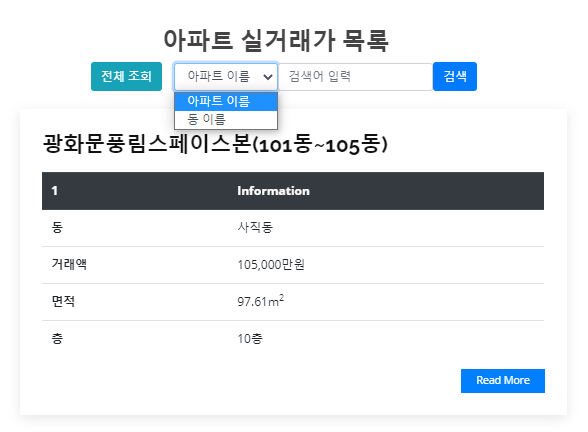 아파트 실거래가 목록
전체 조회 아파트 이름 검색어 입력 검색
아파트 이름
동 이름
광화문풍림스페이스본(101동~105동)
1 Information
동 사직동
거래액 105,000만원
면적 97.61m²
층 10층
Read More